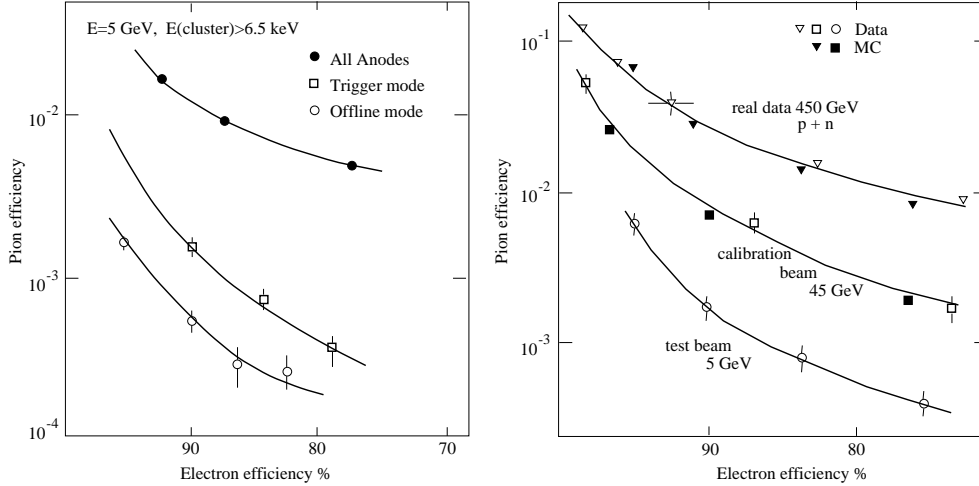 E=5 GeV, E(cluster)>6.5 keV
All Anodes
Trigger mode
Offline mode
Pion efficiency
10^-2
10^-3
10^-4
90
80
70
Electron efficiency %
Data
MC
real data 450 GeV
p + n
calibration
beam
45 GeV
test beam
5 GeV
Pion efficiency
10^-1
10^-2
10^-3
90
80
Electron efficiency %